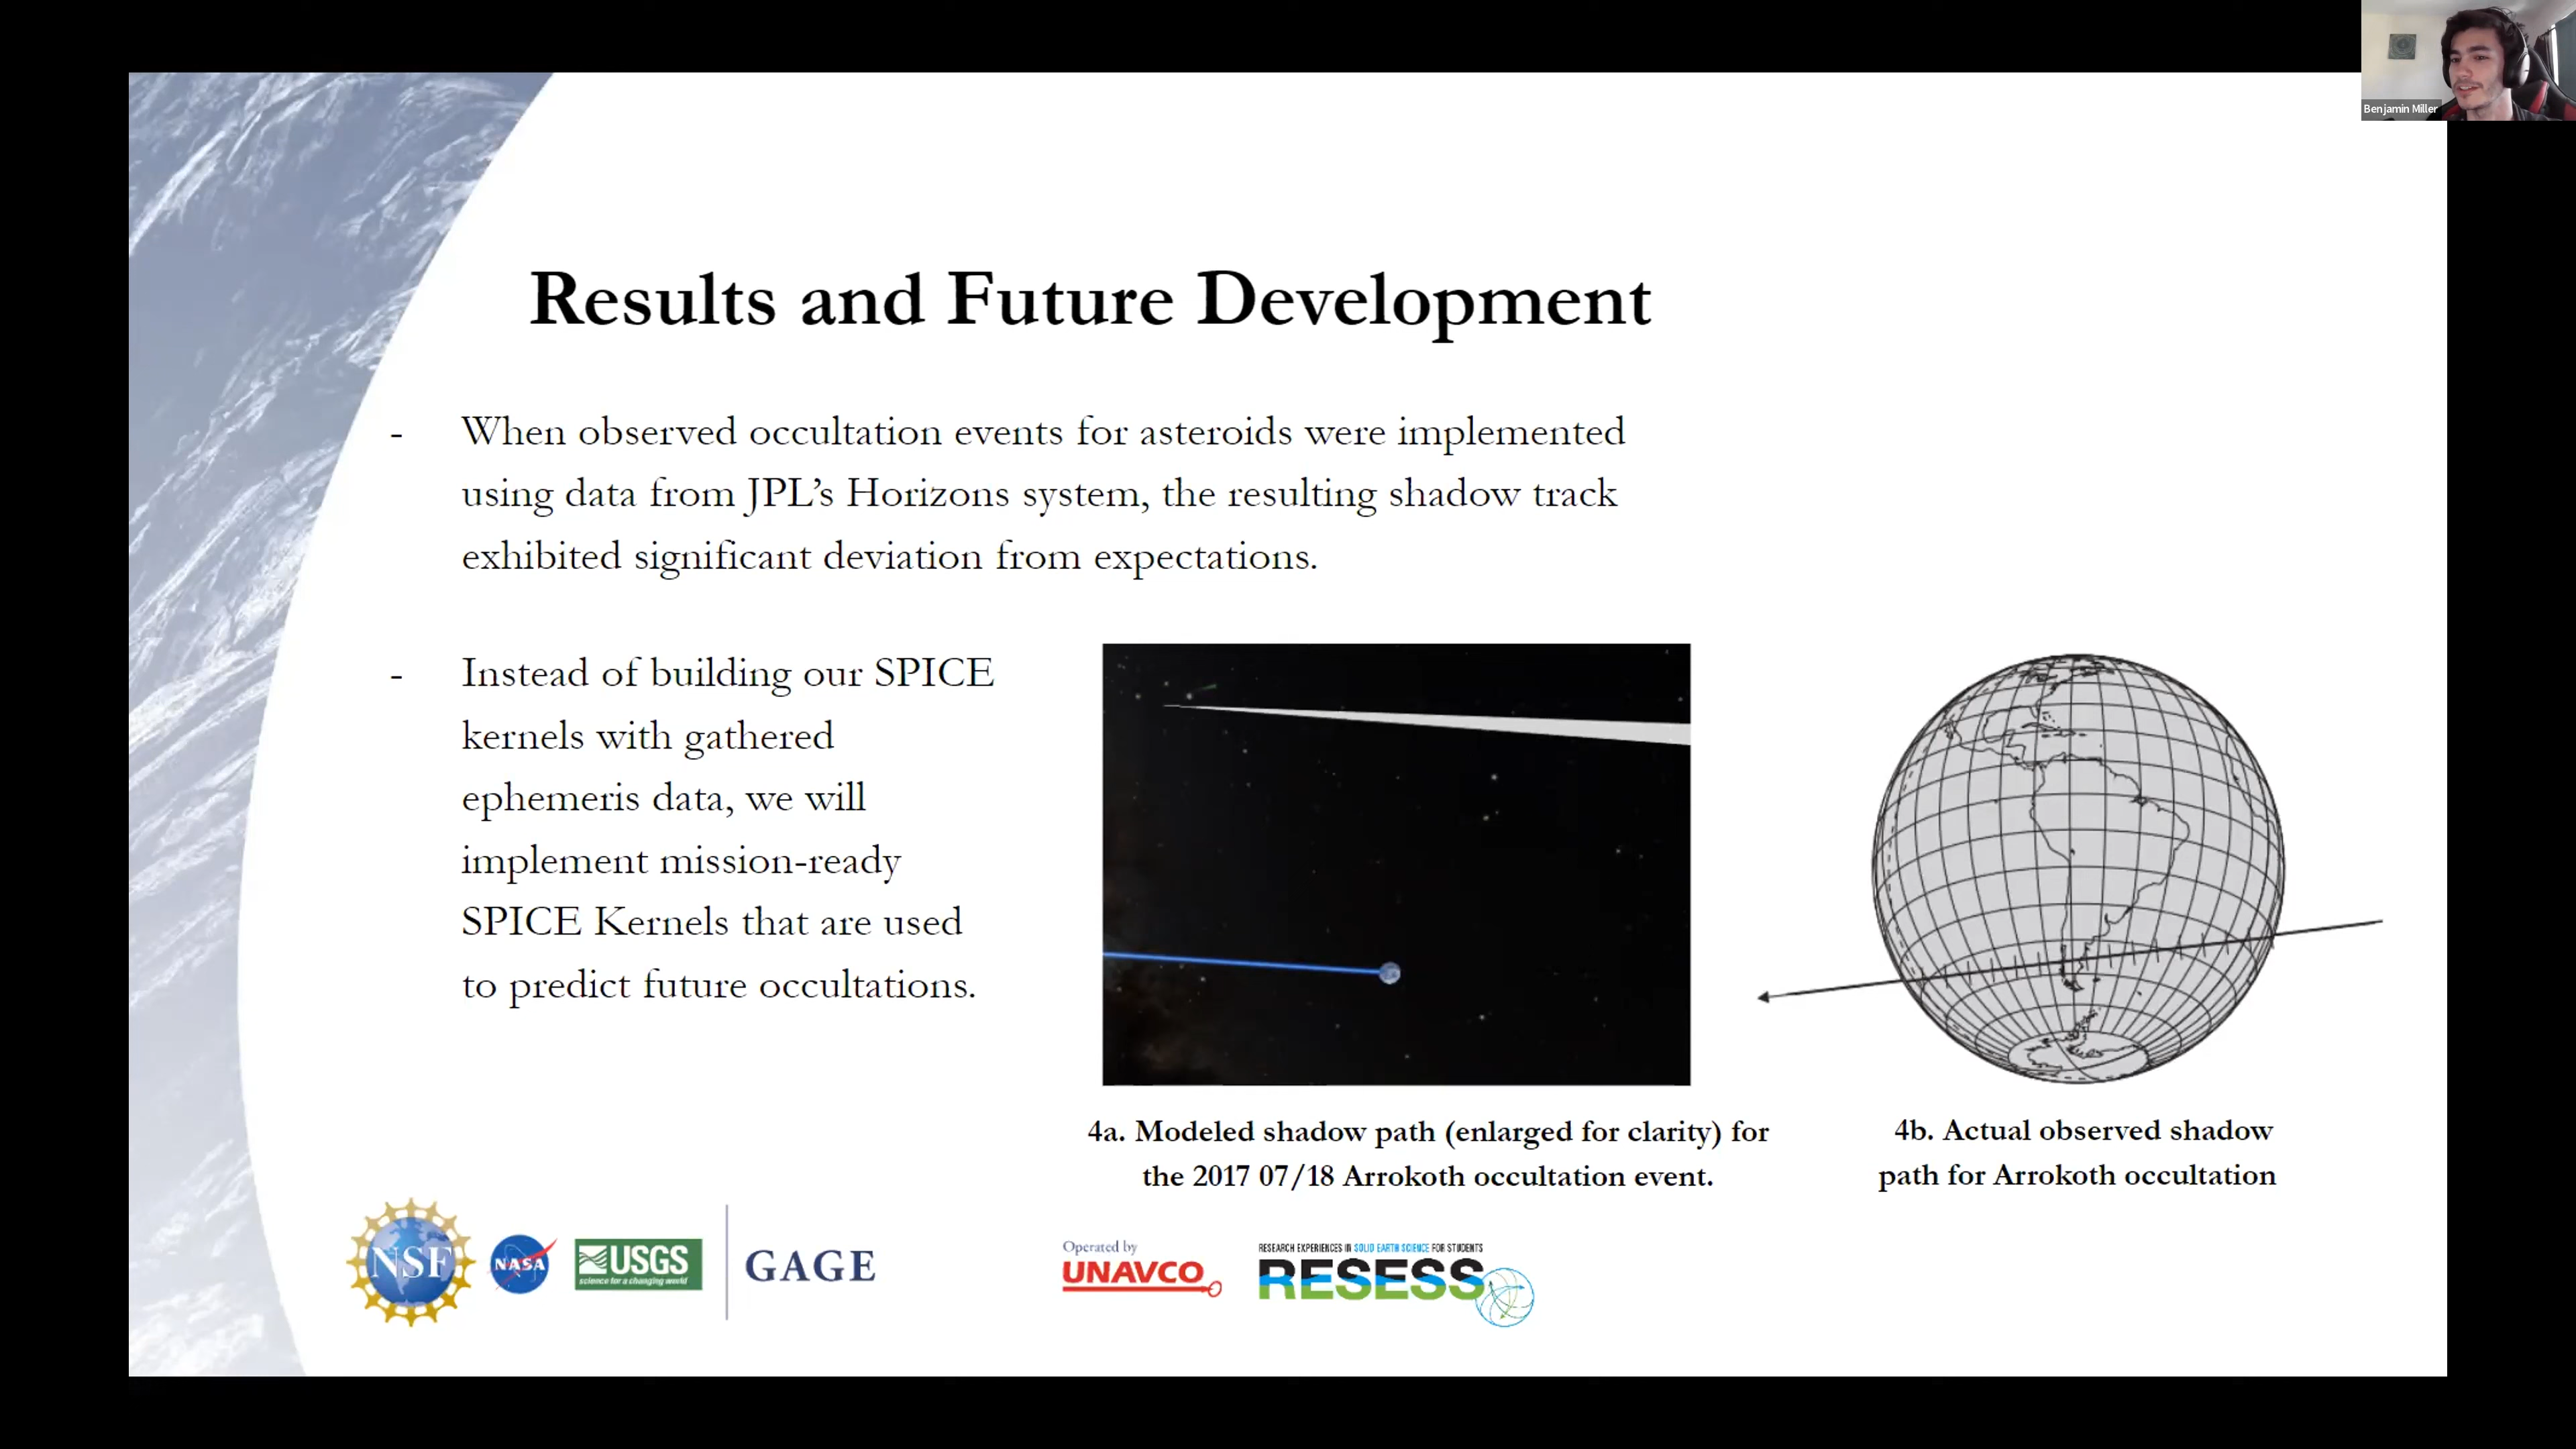 Benjamin Miller
Results and Future Development
- When observed occultation events for asteroids were implemented
using data from JPL’s Horizons system, the resulting shadow track
exhibited significant deviation from expectations.
- Instead of building our SPICE
kernels with gathered
ephemeris data, we will
implement mission-ready
SPICE Kernels that are used
to predict future occultations.
4a. Modeled shadow path (enlarged for clarity) for
the 2017 07/18 Arrokoth occultation event.
4b. Actual observed shadow
path for Arrokoth occultation
NSF
NASA
USGS
science for a changing world
GAGE
Operated by
UNAVCO
RESEARCH EXPERIENCES IN SOLID EARTH SCIENCE FOR STUDENTS
RESESS